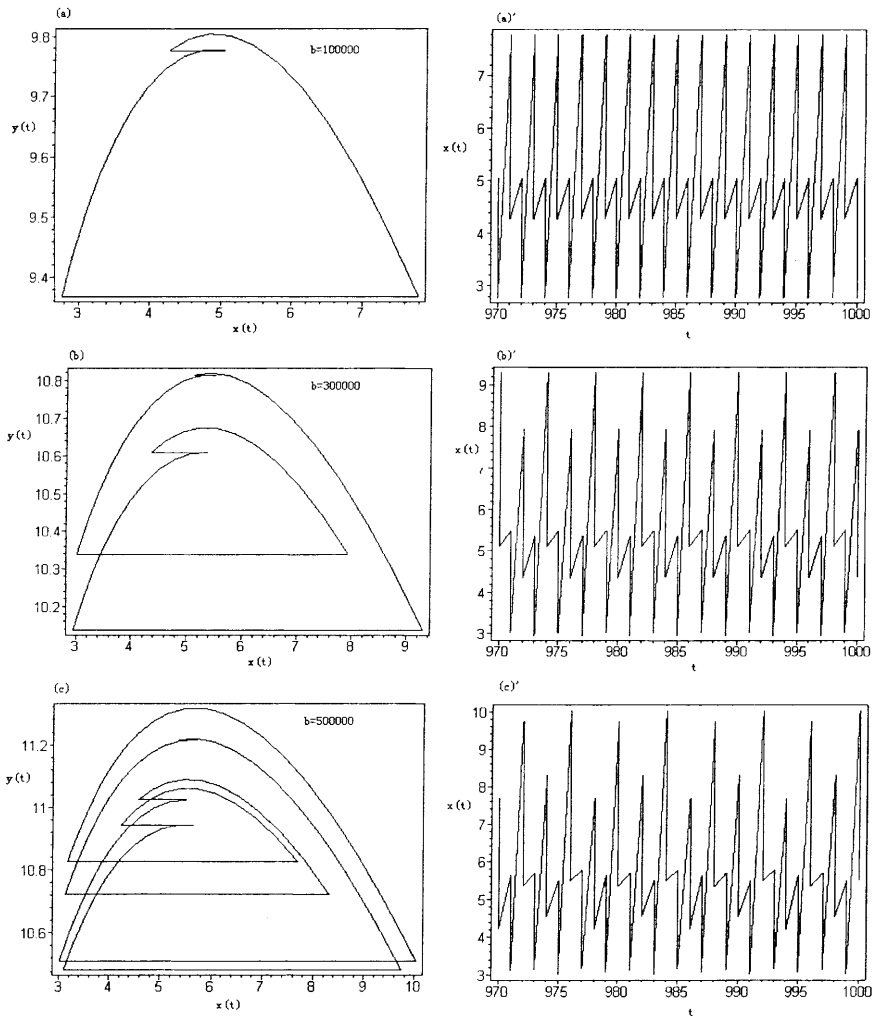 (a)
b=100000
y(t)
9.8
9.7
9.6
9.5
9.4
3 4 5 6 7
x(t)
(a)'
x(t)
7
6
5
4
3
970 975 980 985 990 995 1000
t
(b)
b=300000
y(t)
10.8
10.7
10.6
10.5
10.4
10.3
10.2
3 4 5 6 7 8 9
x(t)
(b)'
x(t)
9
8
7
6
5
4
3
970 975 980 985 990 995 1000
t
(c)
b=500000
y(t)
11.2
11
10.8
10.6
3 4 5 6 7 8 9 10
x(t)
(c)'
x(t)
10
9
8
7
6
5
4
3
970 975 980 985 990 995 1000
t